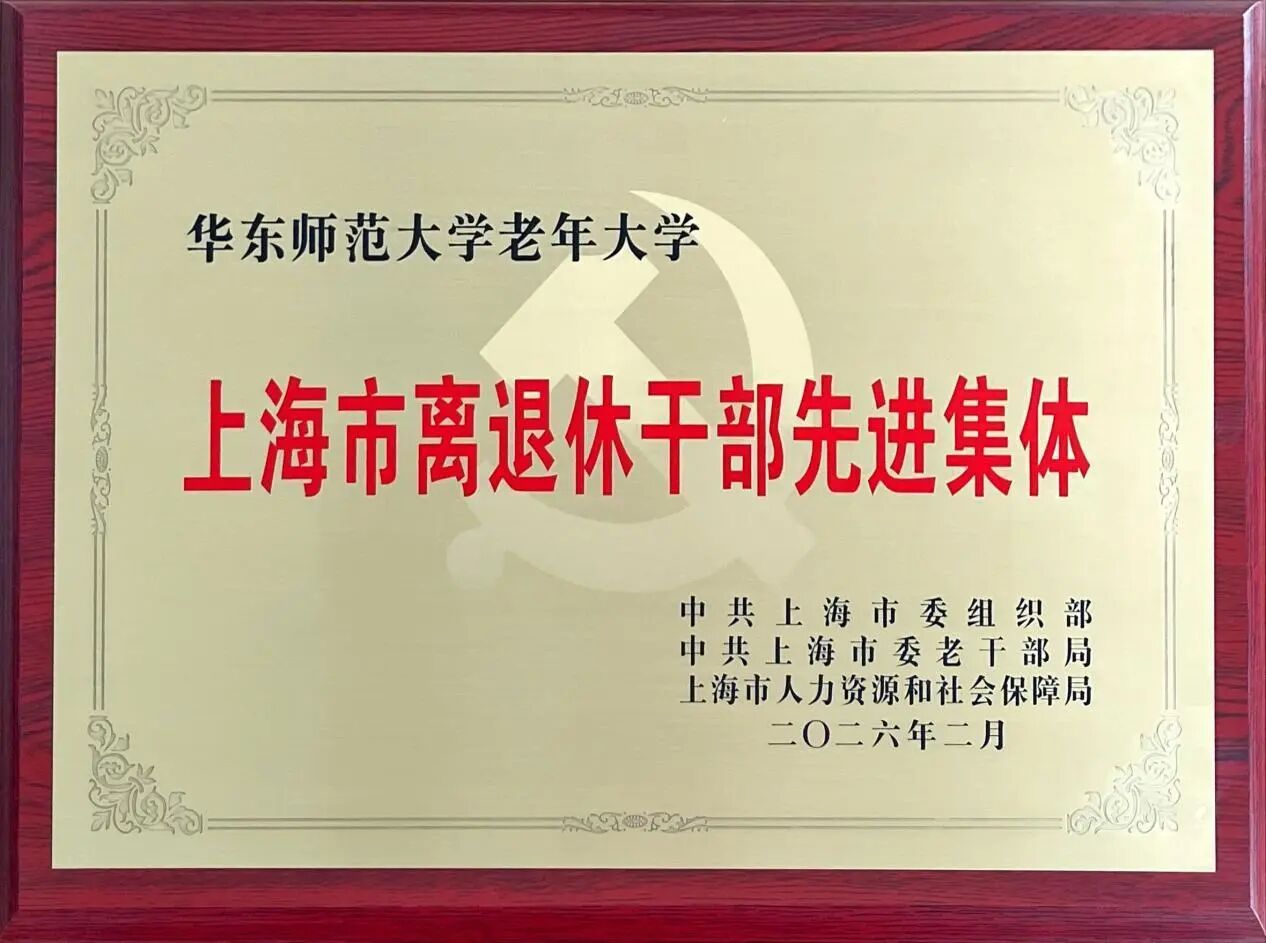 华东师范大学老年大学
上海市离退休干部先进集体
中共上海市委组织部
中共上海市委老干部局
上海市人力资源和社会保障局
二〇二六年二月